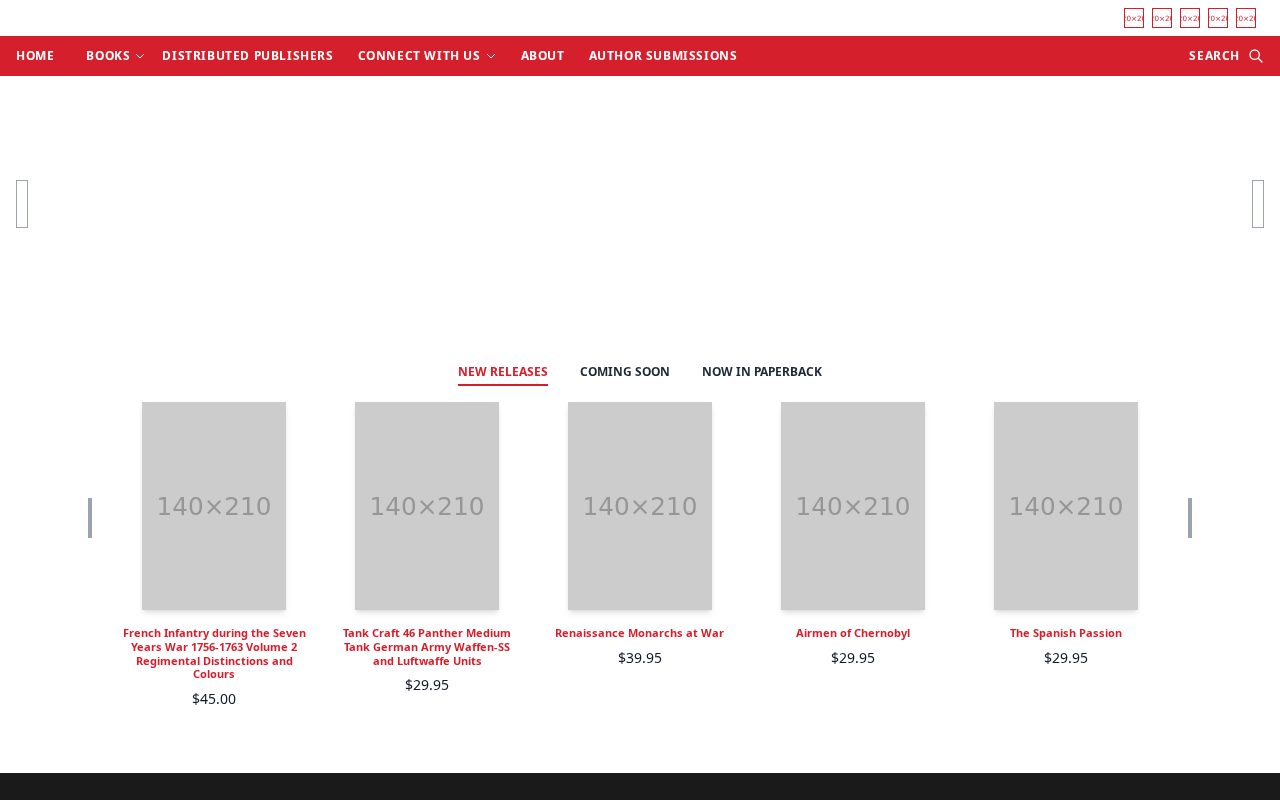 HOME BOOKS DISTRIBUTED PUBLISHERS CONNECT WITH US ABOUT AUTHOR SUBMISSIONS SEARCH
NEW RELEASES COMING SOON NOW IN PAPERBACK
140×210 140×210 140×210 140×210 140×210
French Infantry during the Seven
Years War 1756-1763 Volume 2
Regimental Distinctions and
Colours
$45.00
Tank Craft 46 Panther Medium
Tank German Army Waffen-SS
and Luftwaffe Units
$29.95
Renaissance Monarchs at War
$39.95
Airmen of Chernobyl
$29.95
The Spanish Passion
$29.95